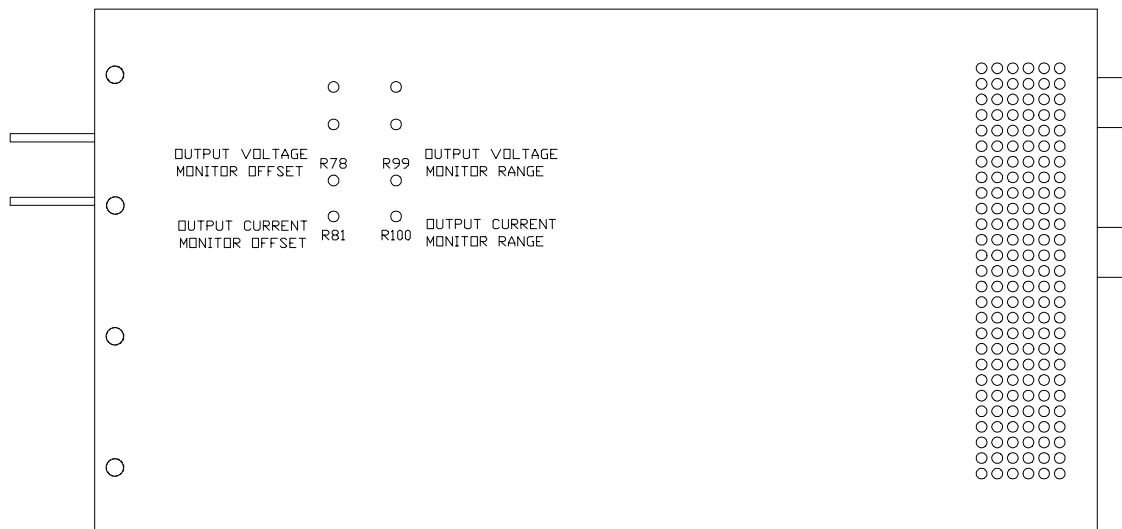 OUTPUT VOLTAGE
MONITOR OFFSET
R78
R99
OUTPUT VOLTAGE
MONITOR RANGE
OUTPUT CURRENT
MONITOR OFFSET
R81
R100
OUTPUT CURRENT
MONITOR RANGE